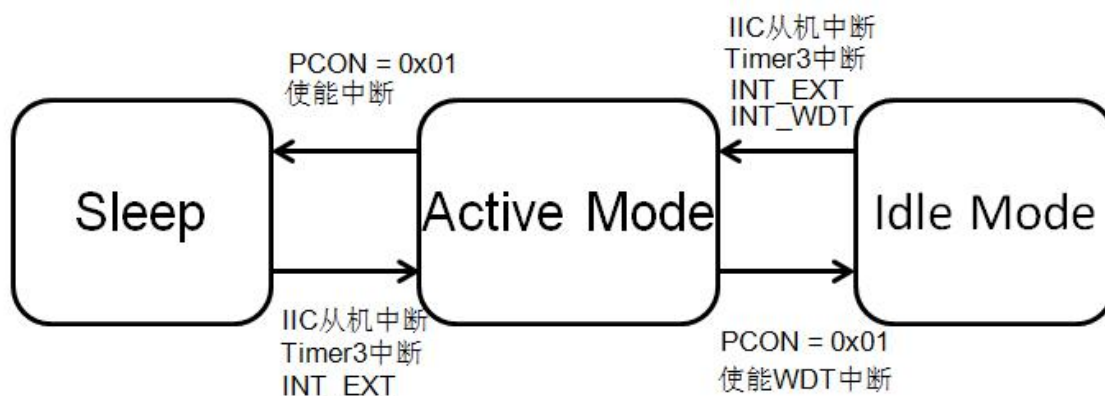 PCON = 0x01
使能中断
IIC从机中断
Timer3中断
INT_EXT
INT_WDT
Sleep
Active Mode
Idle Mode
IIC从机中断
Timer3中断
INT_EXT
PCON = 0x01
使能WDT中断